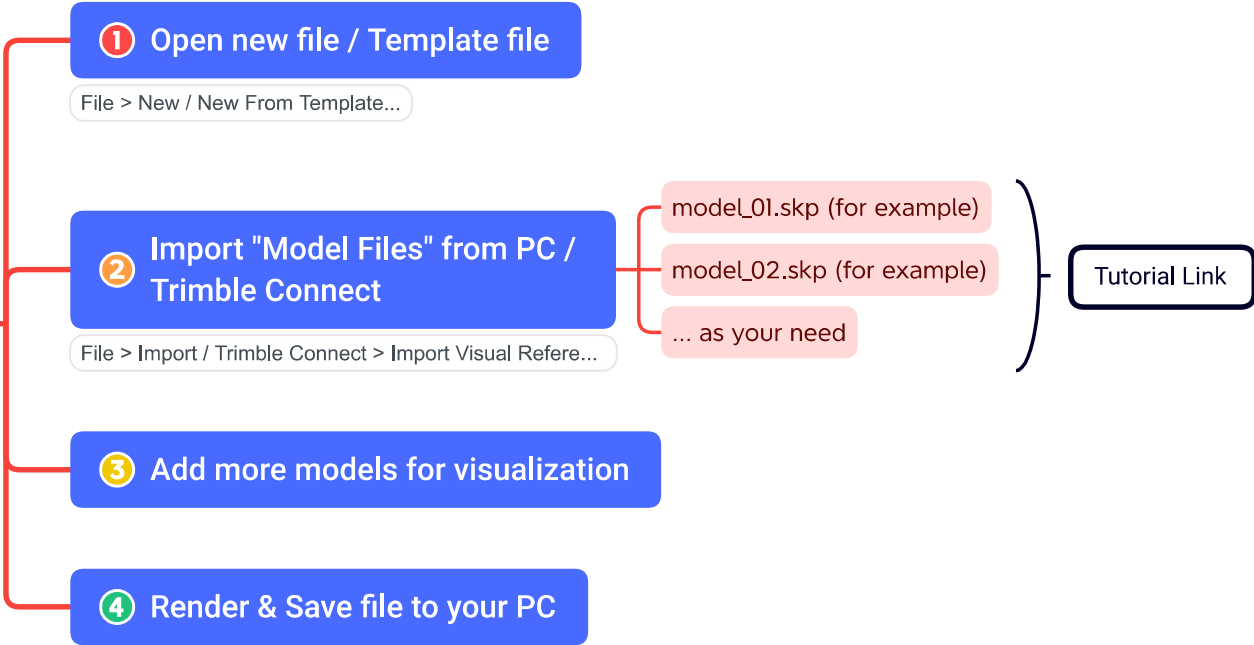 1 Open new file / Template file
File > New / New From Template...
2 Import "Model Files" from PC /
Trimble Connect
File > Import / Trimble Connect > Import Visual Refere...
model_01.skp (for example)
model_02.skp (for example)
... as your need
Tutorial Link
3 Add more models for visualization
4 Render & Save file to your PC